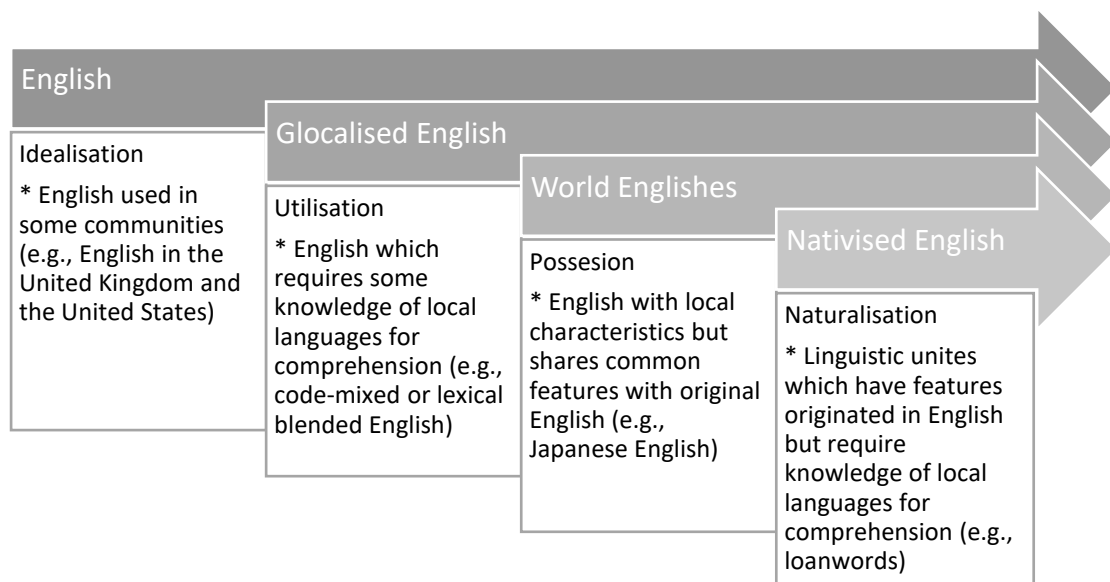 English
Idealisation
* English used in
some communities
(e.g., English in the
United Kingdom and
the United States)
Glocalised English
Utilisation
* English which
requires some
knowledge of local
languages for
comprehension (e.g.,
code-mixed or lexical
blended English)
World Englishes
Possesion
* English with local
characteristics but
shares common
features with original
English (e.g.,
Japanese English)
Nativised English
Naturalisation
* Linguistic unites
which have features
originated in English
but require
knowledge of local
languages for
comprehension (e.g.,
loanwords)